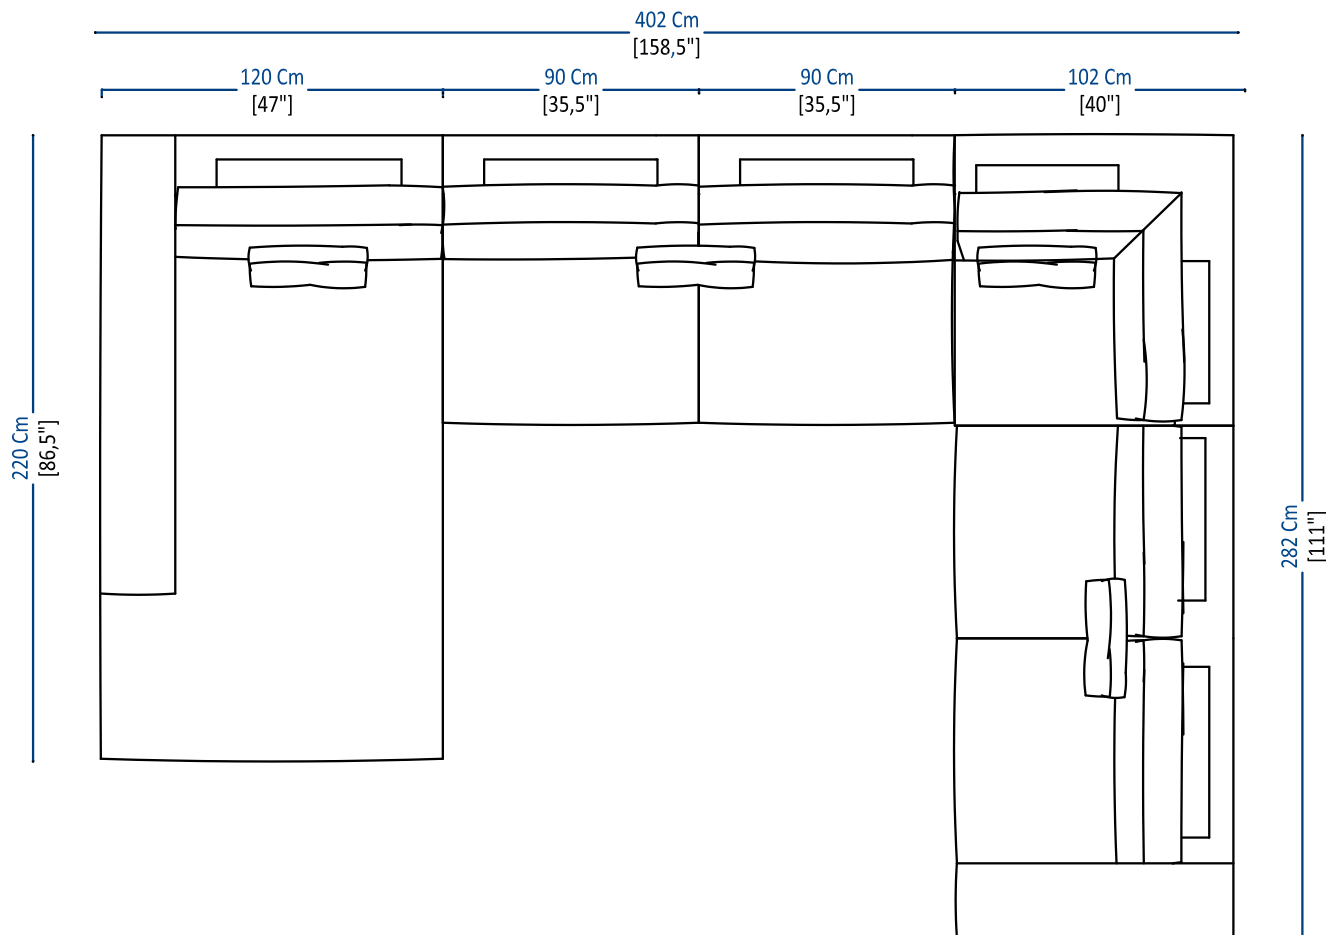 402 Cm
[158,5"]
120 Cm
[47"]
90 Cm
[35,5"]
90 Cm
[35,5"]
102 Cm
[40"]
220 Cm
[86,5"]
282 Cm
[111"]